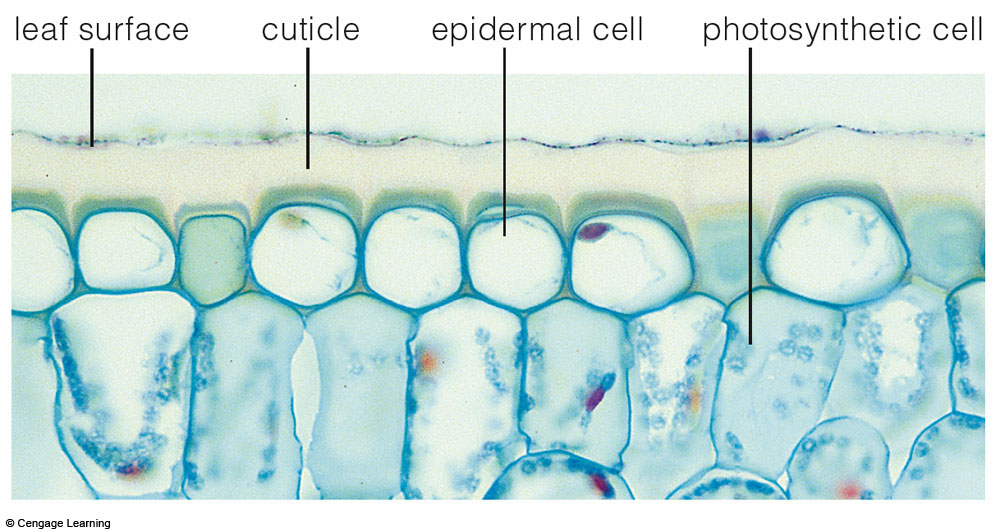 leaf surface cuticle epidermal cell photosynthetic cell
© Cengage Learning